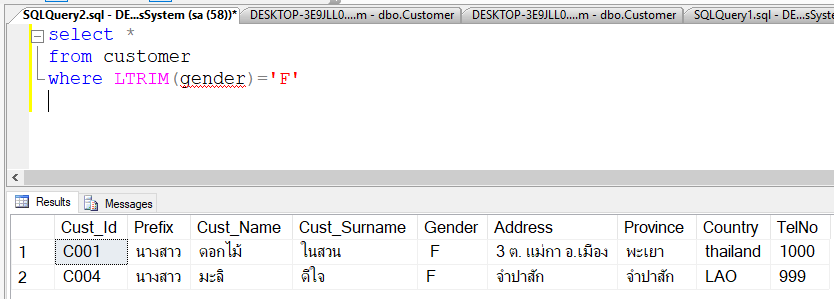 SQLQuery2.sql - DE...sSystem (sa (58))* DESKTOP-3E9JLL0....m - dbo.Customer DESKTOP-3E9JLL0....m - dbo.Customer SQLQuery1.sql - DE...sSyste
select *
from customer
where LTRIM(gender)='F'
Results Messages
Cust_Id Prefix Cust_Name Cust_Surname Gender Address Province Country TelNo
1 C001 นางสาว ดอกไม้ ในสวน F 3 ต. แม่กา อ.เมือง พะเยา thailand 1000
2 C004 นางสาว มะลิ ดีใจ F จำปาสัก จำปาสัก LAO 999